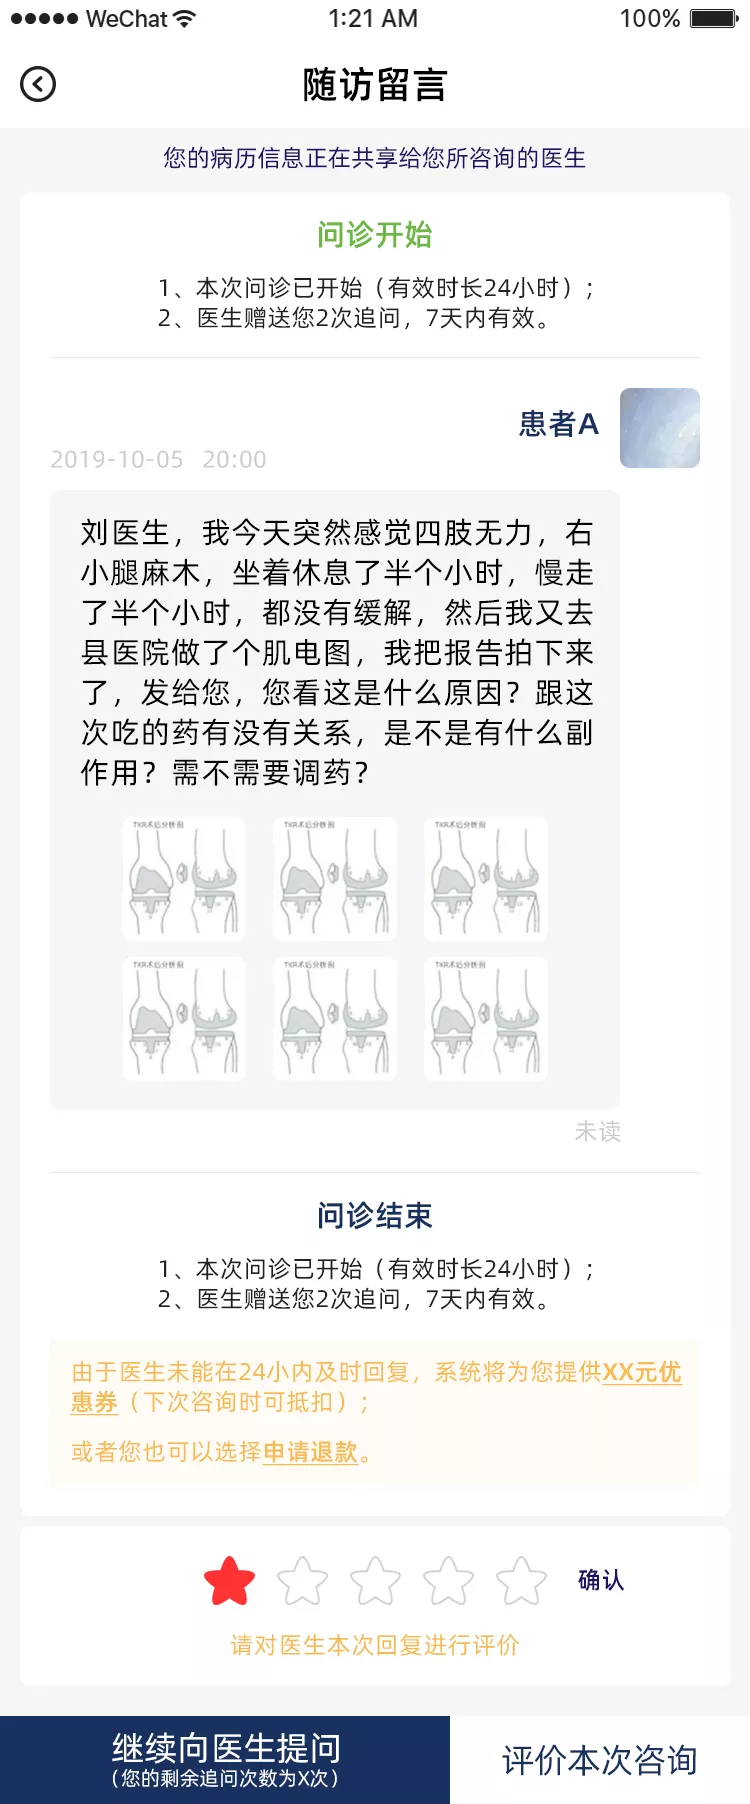 WeChat 1:21 AM 100%
随访留言
您的病历信息正在共享给您所咨询的医生
问诊开始
1、本次问诊已开始（有效时长24小时）；
2、医生赠送您2次追问，7天内有效。
患者A
2019-10-05 20:00
刘医生，我今天突然感觉四肢无力，右
小腿麻木，坐着休息了半个小时，慢走
了半个小时，都没有缓解，然后我又去
县医院做了个肌电图，我把报告拍下来
了，发给您，您看这是什么原因？跟这
次吃的药有没有关系，是不是有什么副
作用？需不需要调药？
TKR术后分析图 TKR术后分析图 TKR术后分析图
TKR术后分析图 TKR术后分析图 TKR术后分析图
未读
问诊结束
1、本次问诊已开始（有效时长24小时）；
2、医生赠送您2次追问，7天内有效。
由于医生未能在24小内及时回复，系统将为您提供XX元优
惠券（下次咨询时可抵扣）；
或者您也可以选择申请退款。
确认
请对医生本次回复进行评价
继续向医生提问
（您的剩余追问次数为X次）
评价本次咨询